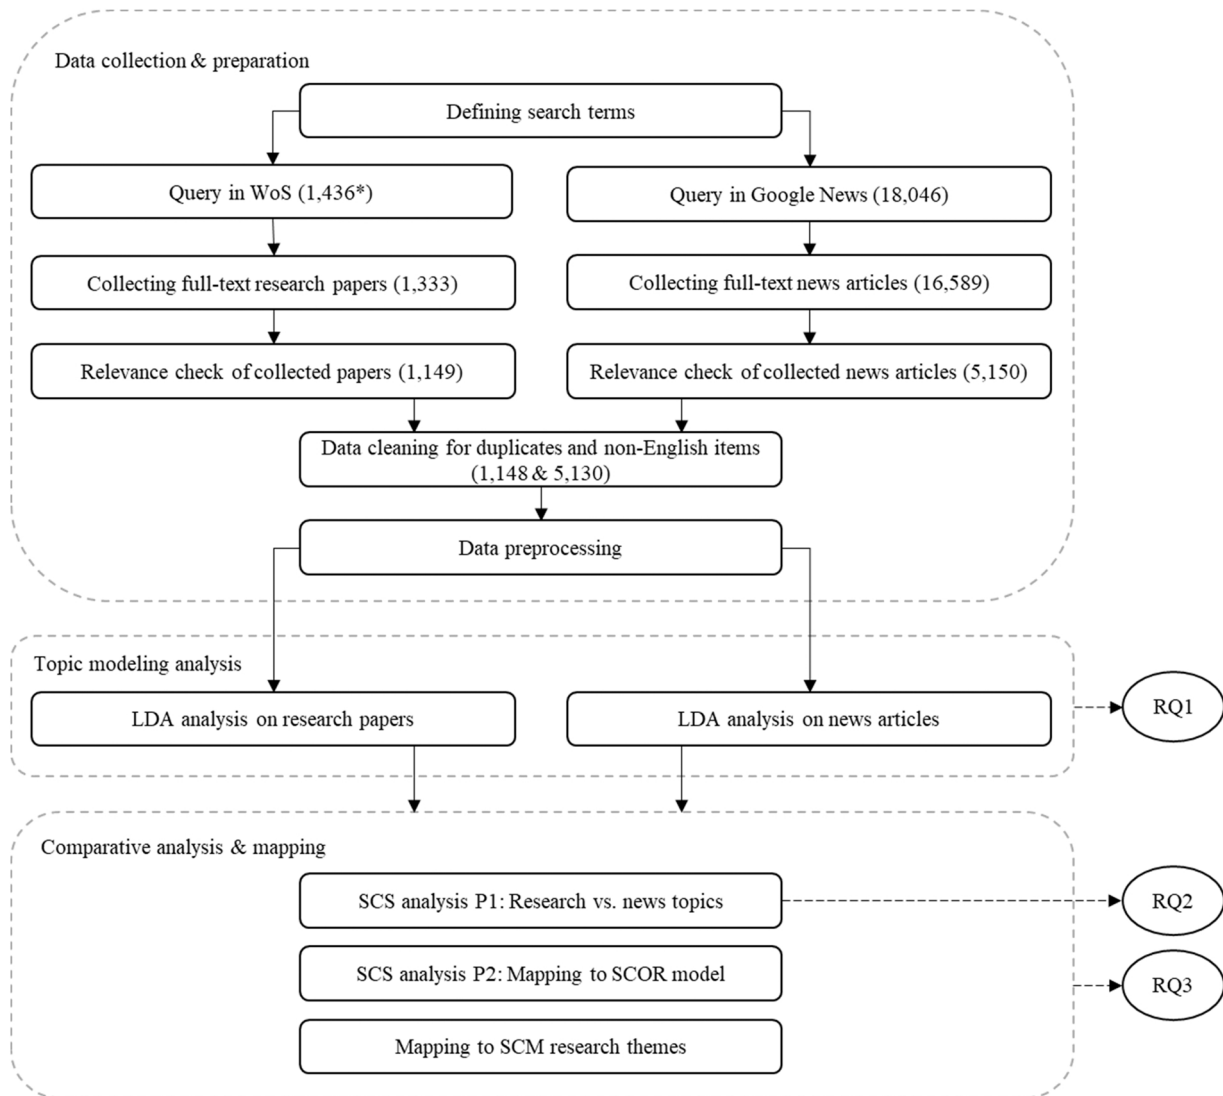 Data collection & preparation
Defining search terms
Query in WoS (1,436*)
Query in Google News (18,046)
Collecting full-text research papers (1,333)
Collecting full-text news articles (16,589)
Relevance check of collected papers (1,149)
Relevance check of collected news articles (5,150)
Data cleaning for duplicates and non-English items
(1,148 & 5,130)
Data preprocessing
Topic modeling analysis
LDA analysis on research papers
LDA analysis on news articles
RQ1
Comparative analysis & mapping
SCS analysis P1: Research vs. news topics
RQ2
SCS analysis P2: Mapping to SCOR model
RQ3
Mapping to SCM research themes